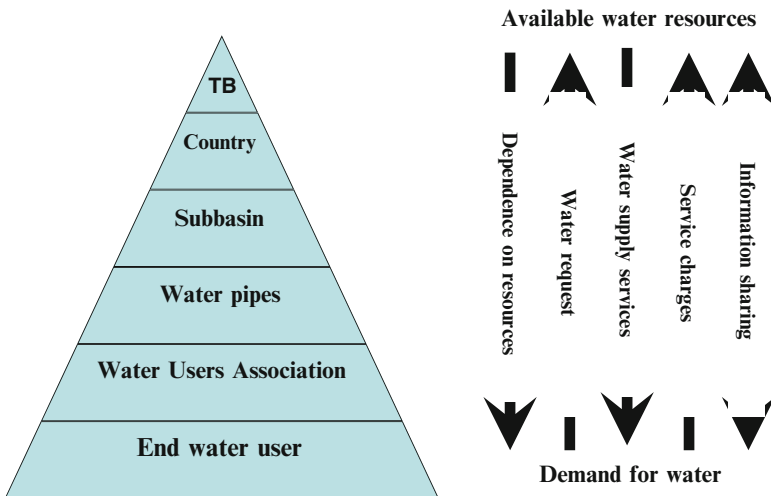 TB
Country
Subbasin
Water pipes
Water Users Association
End water user
Available water resources
Dependence on resources
Water request
Water supply services
Service charges
Information sharing
Demand for water